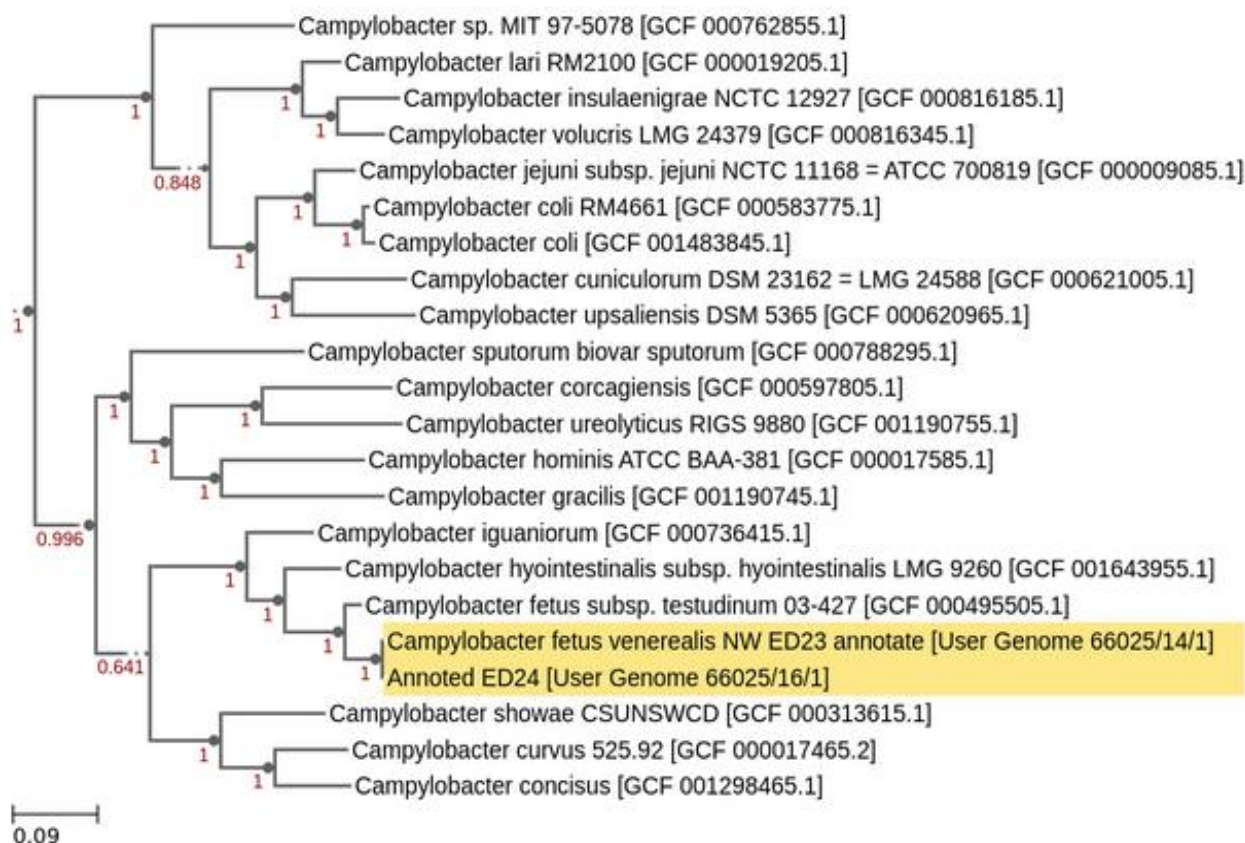 Campylobacter sp. MIT 97-5078 [GCF 000762855.1]
Campylobacter lari RM2100 [GCF 000019205.1]
1
Campylobacter insulaenigrae NCTC 12927 [GCF 000816185.1]
1
1
Campylobacter volucris LMG 24379 [GCF 000816345.1]
Campylobacter jejuni subsp. jejuni NCTC 11168 = ATCC 700819 [GCF 000009085.1]
0.848
Campylobacter coli RM4661 [GCF 000583775.1]
1
Campylobacter coli [GCF 001483845.1]
1
1
Campylobacter cuniculorum DSM 23162 = LMG 24588 [GCF 000621005.1]
Campylobacter upsaliensis DSM 5365 [GCF 000620965.1]
1
1
Campylobacter sputorum biovar sputorum [GCF 000788295.1]
Campylobacter corcagiensis [GCF 000597805.1]
1
1
Campylobacter ureolyticus RIGS 9880 [GCF 001190755.1]
1
Campylobacter hominis ATCC BAA-381 [GCF 000017585.1]
1
Campylobacter gracilis [GCF 001190745.1]
Campylobacter iguaniorum [GCF 000736415.1]
0.996
Campylobacter hyointestinalis subsp. hyointestinalis LMG 9260 [GCF 001643955.1]
1
Campylobacter fetus subsp. testudinum 03-427 [GCF 000495505.1]
1
Campylobacter fetus venerealis NW ED23 annotate [User Genome 66025/14/1]
1
0.641
1
Annoted ED24 [User Genome 66025/16/1]
Campylobacter showae CSUNSWCD [GCF 000313615.1]
Campylobacter curvus 525.92 [GCF 000017465.2]
1
1
Campylobacter concisus [GCF 001298465.1]
0.09